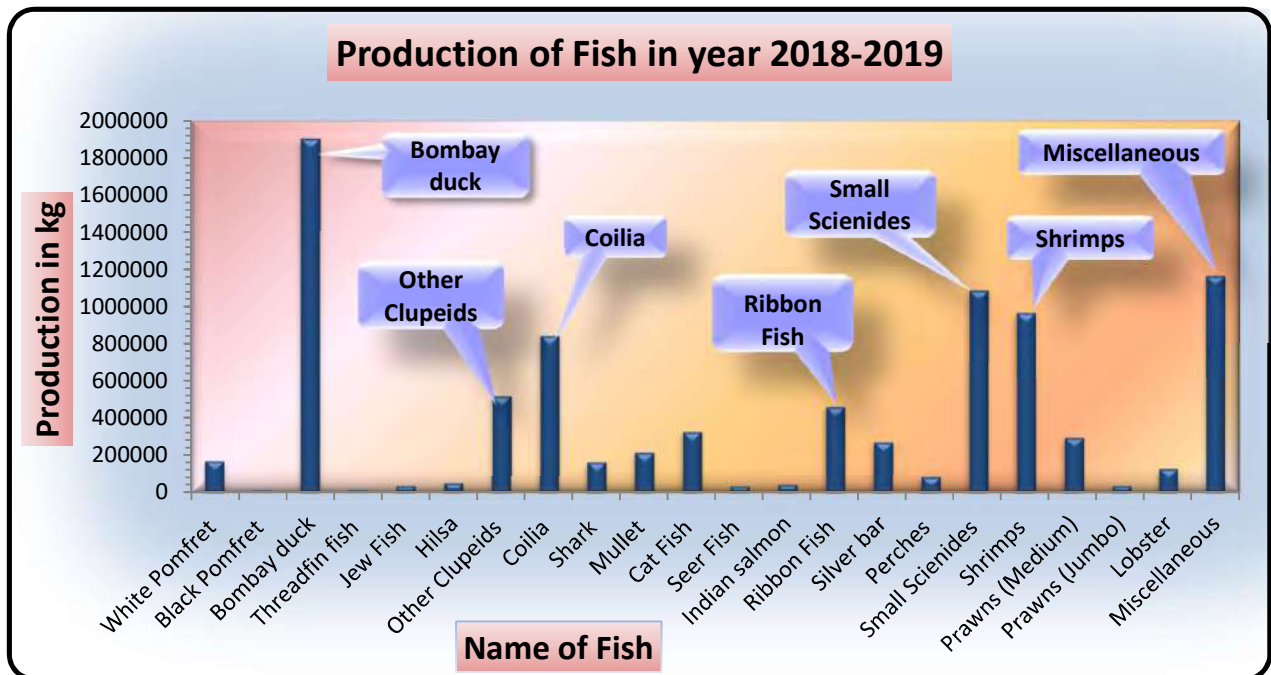 Production of Fish in year 2018-2019
Production in kg
2000000
1800000
1600000
1400000
1200000
1000000
800000
600000
400000
200000
0
Bombay
duck
Other
Clupeids
Coilia
Ribbon
Fish
Small
Scienides
Shrimps
Miscellaneous
White Pomfret
Black Pomfret
Bombay duck
Threadfin fish
Jew Fish
Hilsa
Other Clupeids
Coilia
Shark
Mullet
Cat Fish
Seer Fish
Indian salmon
Ribbon Fish
Silver bar
Perches
Small Scienides
Shrimps
Prawns (Medium)
Prawns (Jumbo)
Lobster
Miscellaneous
Name of Fish